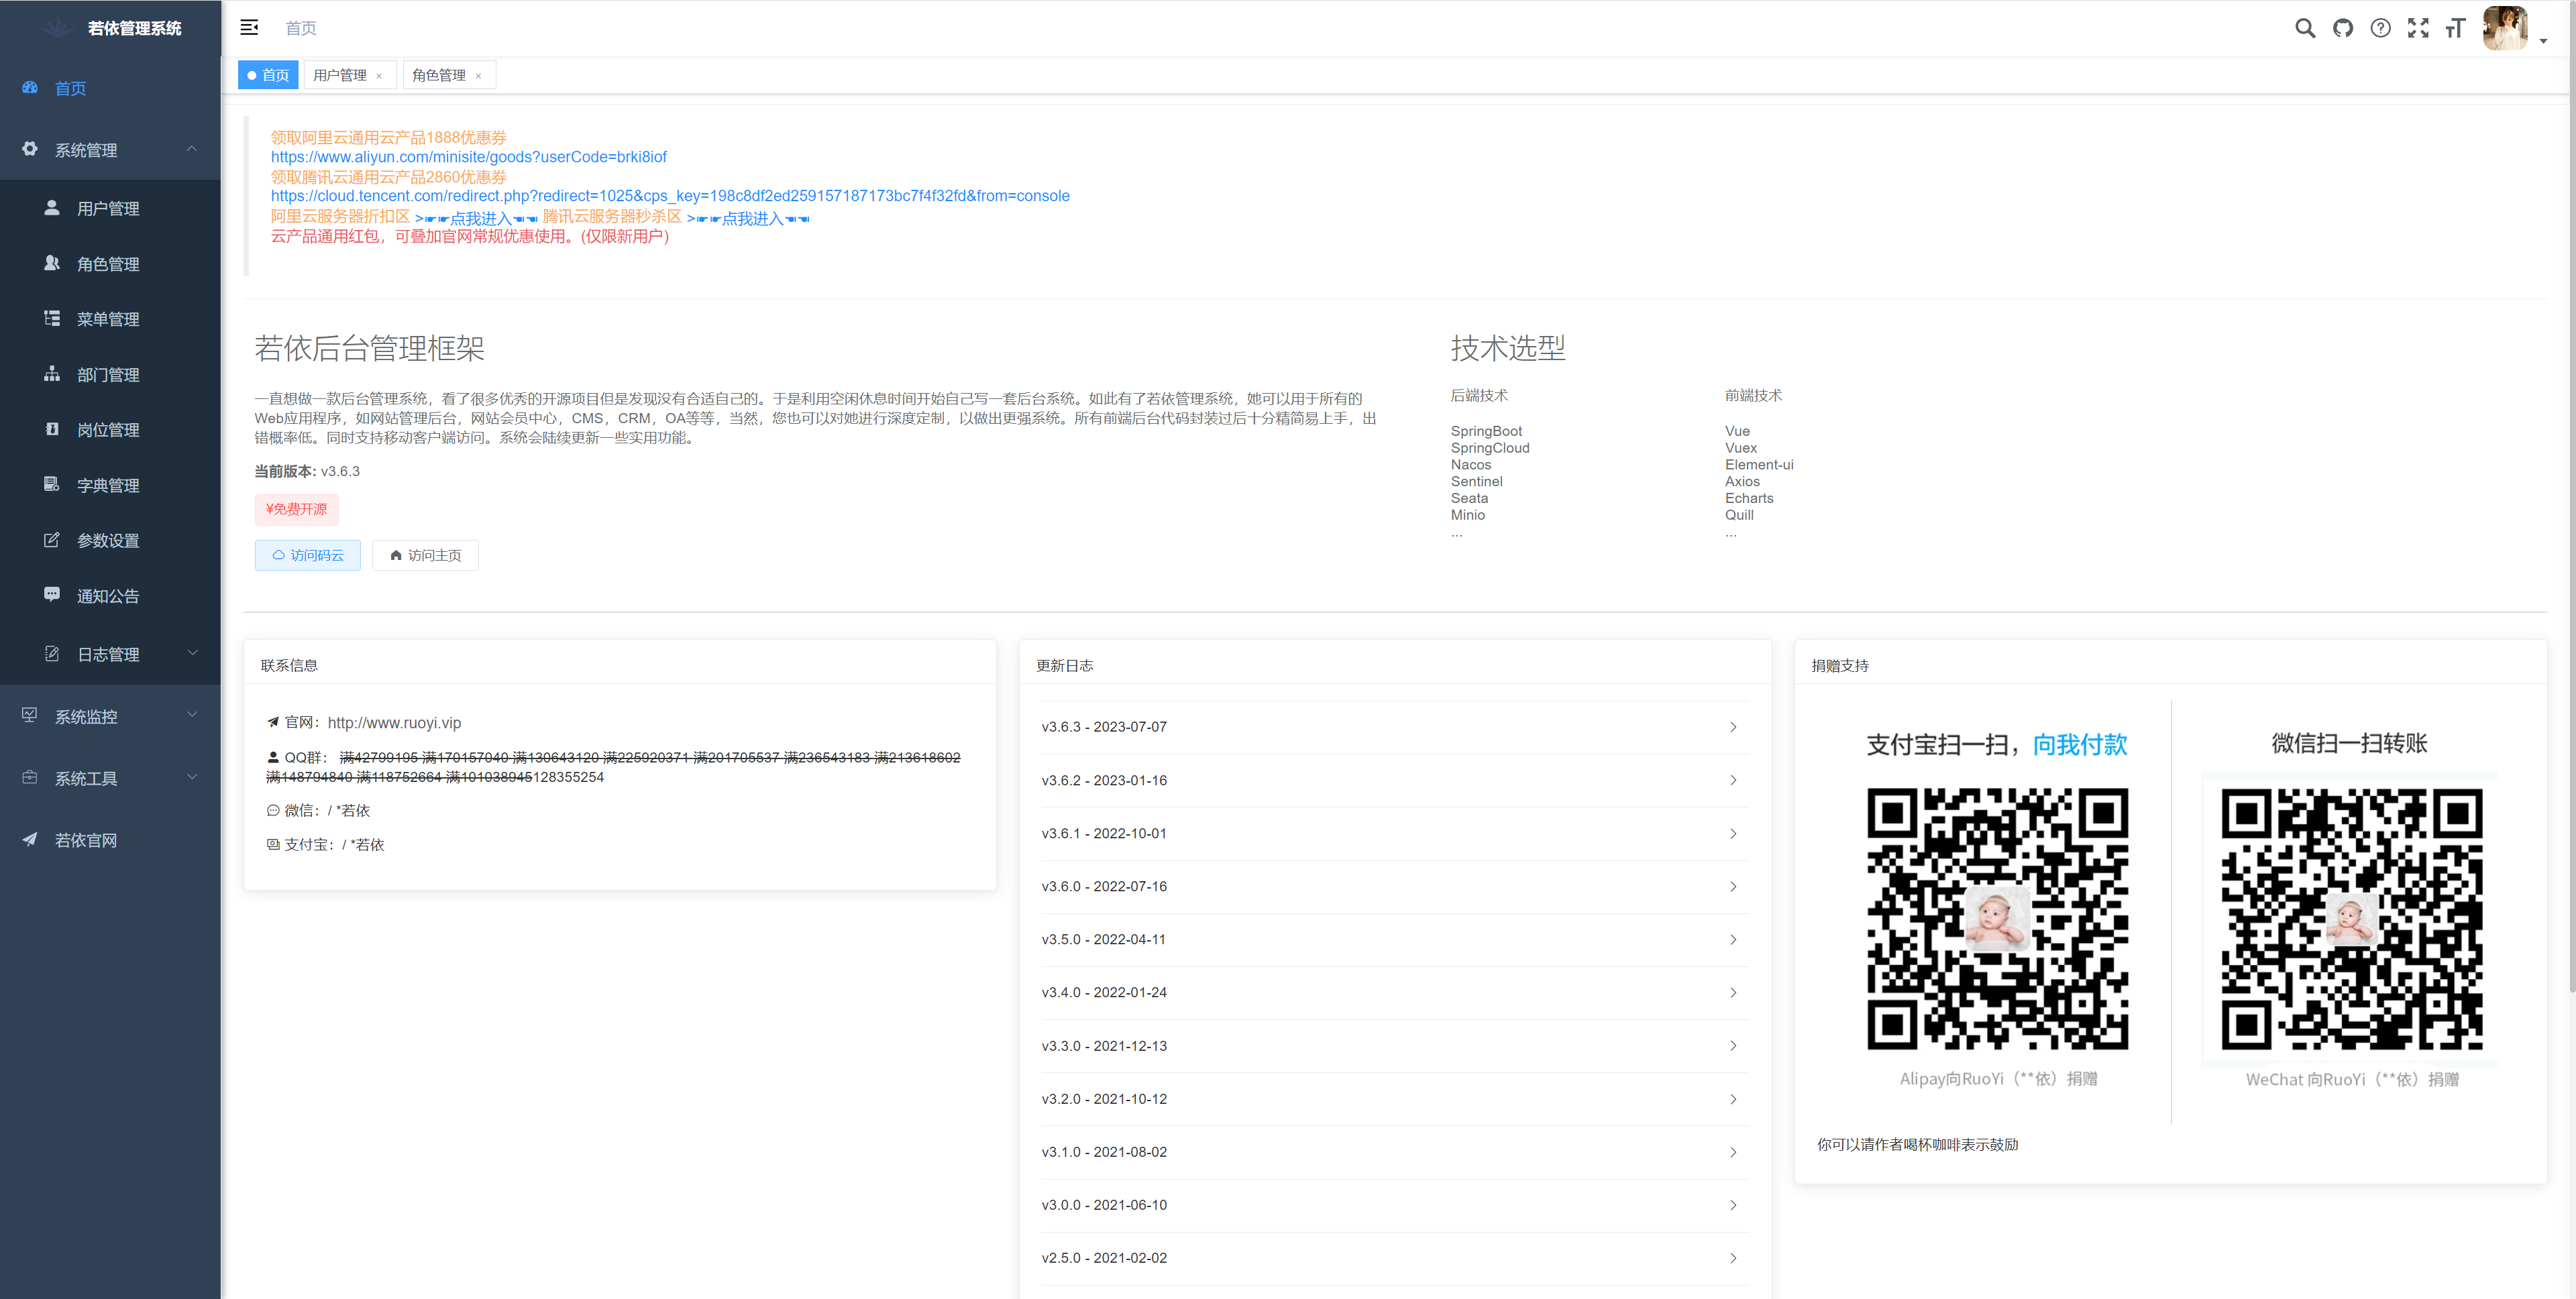 若依管理系统
首页
系统管理
用户管理
角色管理
菜单管理
部门管理
岗位管理
字典管理
参数设置
通知公告
日志管理
系统监控
系统工具
若依官网
首页
首页
用户管理 ×
角色管理 ×
领取阿里云通用云产品1888优惠券
https://www.aliyun.com/minisite/goods?userCode=brki8iof
领取腾讯云通用云产品2860优惠券
https://cloud.tencent.com/redirect.php?redirect=1025&cps_key=198c8df2ed259157187173bc7f4f32fd&from=console
阿里云服务器折扣区 >☛☛点我进入☚☚ 腾讯云服务器秒杀区 >☛☛点我进入☚☚
云产品通用红包，可叠加官网常规优惠使用。(仅限新用户)
若依后台管理框架
一直想做一款后台管理系统，看了很多优秀的开源项目但是发现没有合适自己的。于是利用空闲休息时间开始自己写一套后台系统。如此有了若依管理系统，她可以用于所有的
Web应用程序，如网站管理后台，网站会员中心，CMS，CRM，OA等等，当然，您也可以对她进行深度定制，以做出更强系统。所有前端后台代码封装过后十分精简易上手，出
错概率低。同时支持移动客户端访问。系统会陆续更新一些实用功能。
当前版本: v3.6.3
¥免费开源
访问码云
访问主页
技术选型
后端技术
SpringBoot
SpringCloud
Nacos
Sentinel
Seata
Minio
...
前端技术
Vue
Vuex
Element-ui
Axios
Echarts
Quill
...
联系信息
官网：http://www.ruoyi.vip
QQ群： 满42799195 满170157040 满130643120 满225920371 满201705537 满236543183 满213618602
满148794840 满118752664 满101038945128355254
微信：/ *若依
支付宝：/ *若依
更新日志
v3.6.3 - 2023-07-07
v3.6.2 - 2023-01-16
v3.6.1 - 2022-10-01
v3.6.0 - 2022-07-16
v3.5.0 - 2022-04-11
v3.4.0 - 2022-01-24
v3.3.0 - 2021-12-13
v3.2.0 - 2021-10-12
v3.1.0 - 2021-08-02
v3.0.0 - 2021-06-10
v2.5.0 - 2021-02-02
捐赠支持
支付宝扫一扫，向我付款
Alipay向RuoYi（**依）捐赠
微信扫一扫转账
WeChat 向RuoYi（**依）捐赠
你可以请作者喝杯咖啡表示鼓励